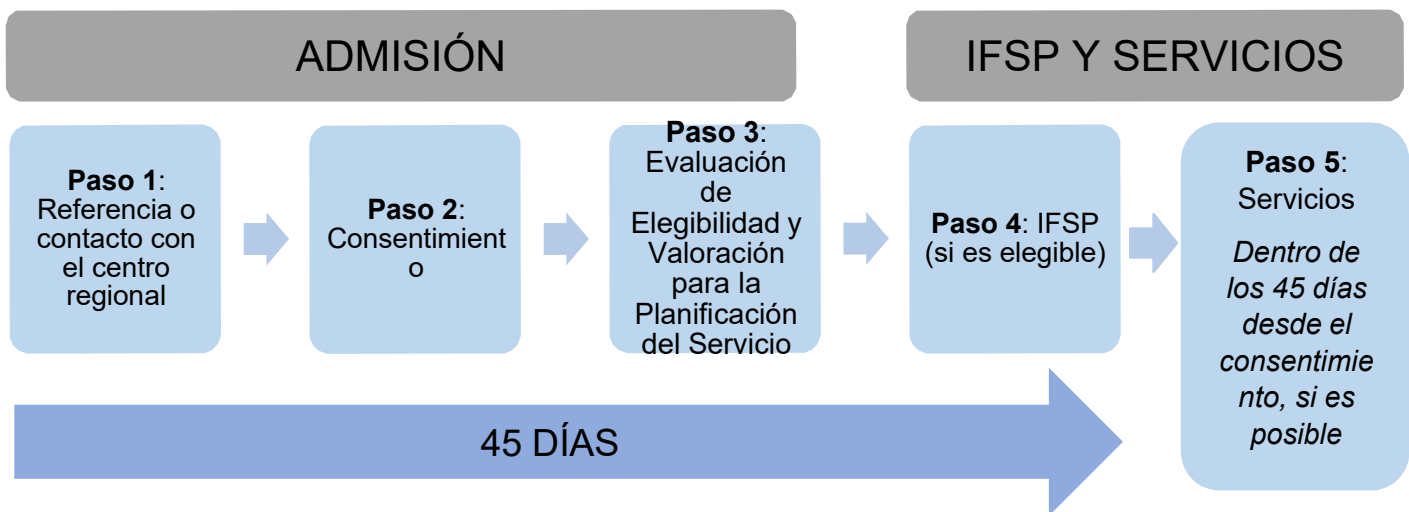 ADMISIÓN
IFSP Y SERVICIOS
Paso 1:
Referencia o
contacto con
el centro
regional
Paso 2:
Consentimient
o
Paso 3:
Evaluación
de
Elegibilidad y
Valoración
para la
Planificación
del Servicio
Paso 4: IFSP
(si es elegible)
Paso 5:
Servicios
Dentro de
los 45 días
desde el
consentimie
nto, si es
posible
45 DÍAS